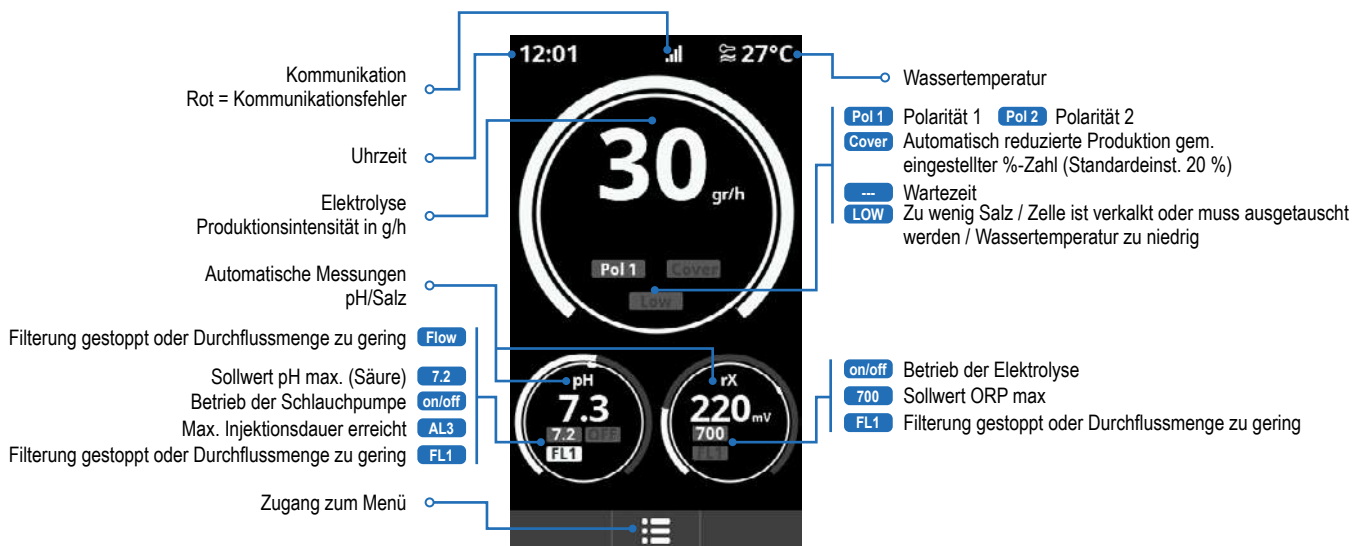 Kommunikation
Rot = Kommunikationsfehler
Uhrzeit
Elektrolyse
Produktionsintensität in g/h
Automatische Messungen
pH/Salz
Filterung gestoppt oder Durchflussmenge zu gering Flow
Sollwert pH max. (Säure) 7.2
Betrieb der Schlauchpumpe on/off
Max. Injektionsdauer erreicht AL3
Filterung gestoppt oder Durchflussmenge zu gering FL1
Zugang zum Menü
12:01 27°C
30 gr/h
Pol 1 Cover
Low
pH
7.3
7.2 OFF
FL1
rX
220 mV
700
FL1
Wassertemperatur
Pol 1 Polarität 1 Pol 2 Polarität 2
Cover Automatisch reduzierte Produktion gem.
eingestellter %-Zahl (Standardeinst. 20 %)
--- Wartezeit
LOW Zu wenig Salz / Zelle ist verkalkt oder muss ausgetauscht
werden / Wassertemperatur zu niedrig
on/off Betrieb der Elektrolyse
700 Sollwert ORP max
FL1 Filterung gestoppt oder Durchflussmenge zu gering